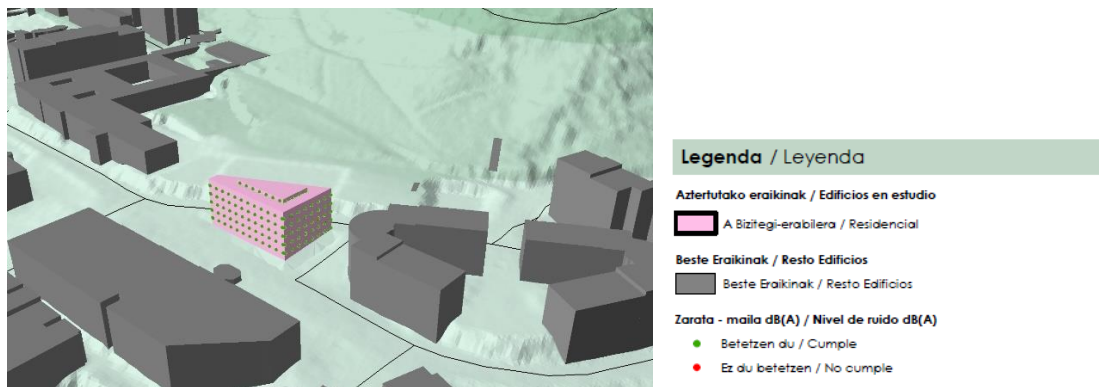 Legenda / Leyenda
Aztertutako eraikinak / Edificios en estudio
A Bizitegi-erabilera / Residencial
Beste Eraikinak / Resto Edificios
Beste Eraikinak / Resto Edificios
Zarata - maila dB(A) / Nivel de ruido dB(A)
Betetzen du / Cumple
Ez du betetzen / No cumple